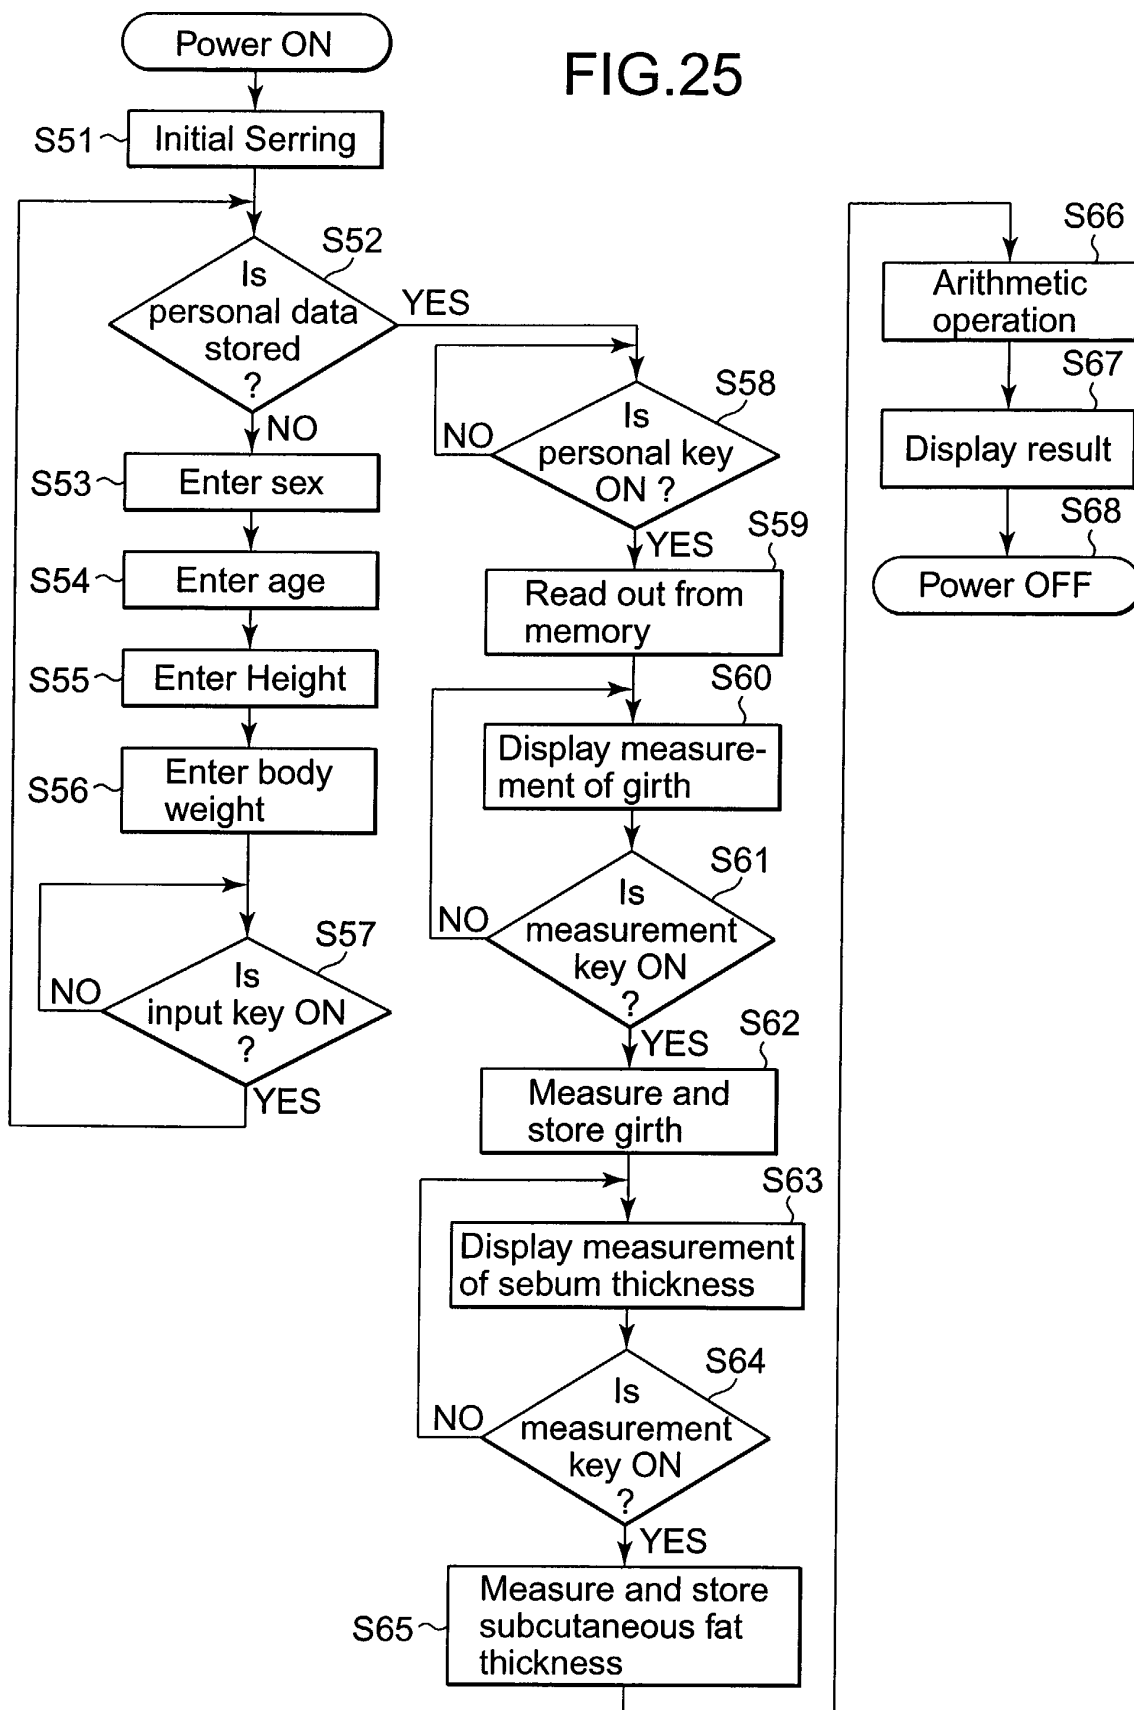 FIG.25
Power ON
S51
Initial Serring
S52
Is
personal data
stored
?
YES
NO
S53
Enter sex
S54
Enter age
S55
Enter Height
S56
Enter body
weight
S57
Is
input key ON
?
NO
YES
S58
Is
personal key
ON ?
NO
YES
S59
Read out from
memory
S60
Display measure-
ment of girth
S61
Is
measurement
key ON
?
NO
YES
S62
Measure and
store girth
S63
Display measurement
of sebum thickness
S64
Is
measurement
key ON
?
NO
YES
S65
Measure and store
subcutaneous fat
thickness
S66
Arithmetic
operation
S67
Display result
S68
Power OFF